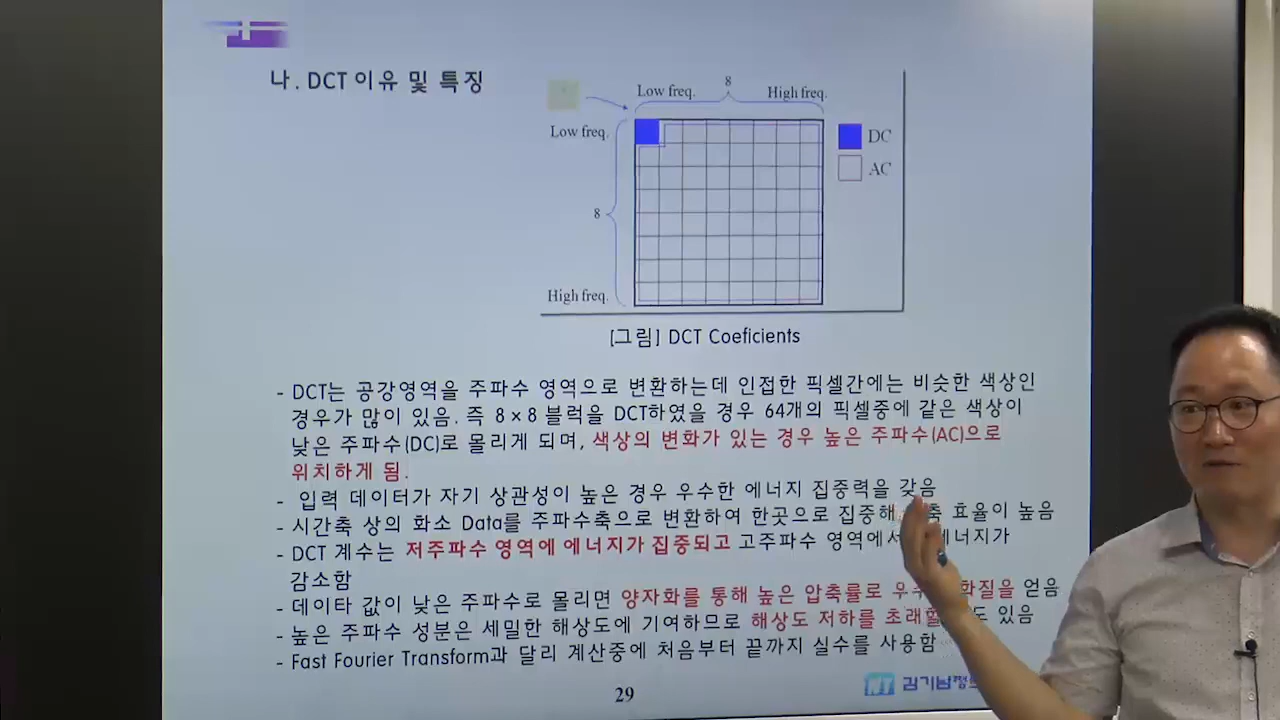 나. DCT 이유 및 특징
8
Low freq.
High freq.
Low freq.
DC
AC
8
High freq.
[그림] DCT Coeficients
- DCT는 공강영역을 주파수 영역으로 변환하는데 인접한 픽셀간에는 비슷한 색상인
경우가 많이 있음. 즉 8×8 블럭을 DCT하였을 경우 64개의 픽셀중에 같은 색상이
낮은 주파수(DC)로 몰리게 되며, 색상의 변화가 있는 경우 높은 주파수(AC)으로
위치하게 됨.
- 입력 데이터가 자기 상관성이 높은 경우 우수한 에너지 집중력을 갖음
- 시간축 상의 화소 Data를 주파수축으로 변환하여 한곳으로 집중해 효율이 높음
- DCT 계수는 저주파수 영역에 에너지가 집중되고 고주파수 영역에서 에너지가
감소함
- 데이타 값이 낮은 주파수로 몰리면 양자화를 통해 높은 압축률로 화질을 얻음
- 높은 주파수 성분은 세밀한 해상도에 기여하므로 해상도 저하를 초래할 있음
- Fast Fourier Transform과 달리 계산중에 처음부터 끝까지 실수를 사용함
29
NT 김기남